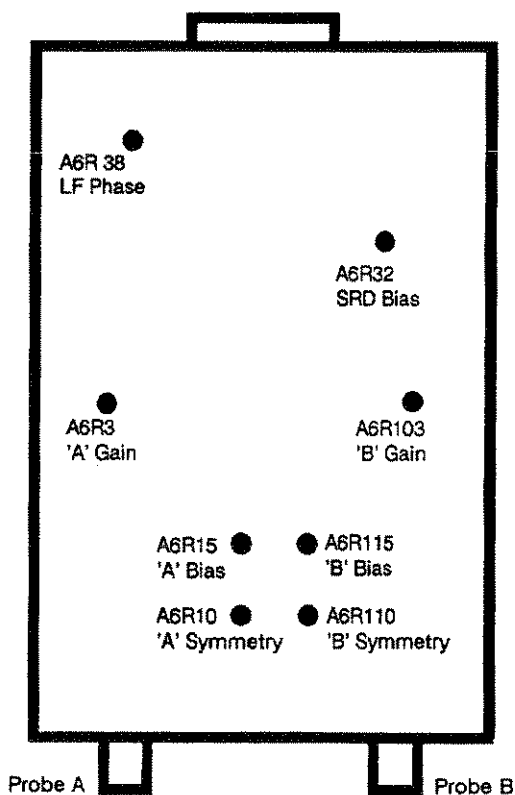 A6R 38
LF Phase
A6R32
SRD Bias
A6R3
'A' Gain
A6R103
'B' Gain
A6R15
'A' Bias
A6R115
'B' Bias
A6R10
'A' Symmetry
A6R110
'B' Symmetry
Probe A
Probe B